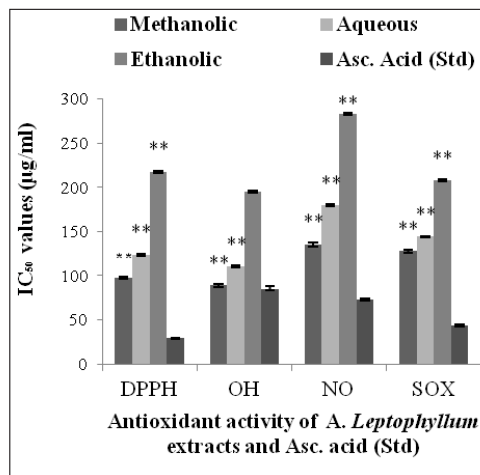 Methanolic Aqueous
Ethanolic Asc. Acid (Std)
IC₅₀ values (µg/ml)
300
250
200
150
100
50
0
** ** **
** **
** ** **
** ** **
DPPH OH NO SOX
Antioxidant activity of A. Leptophyllum
extracts and Asc. acid (Std)